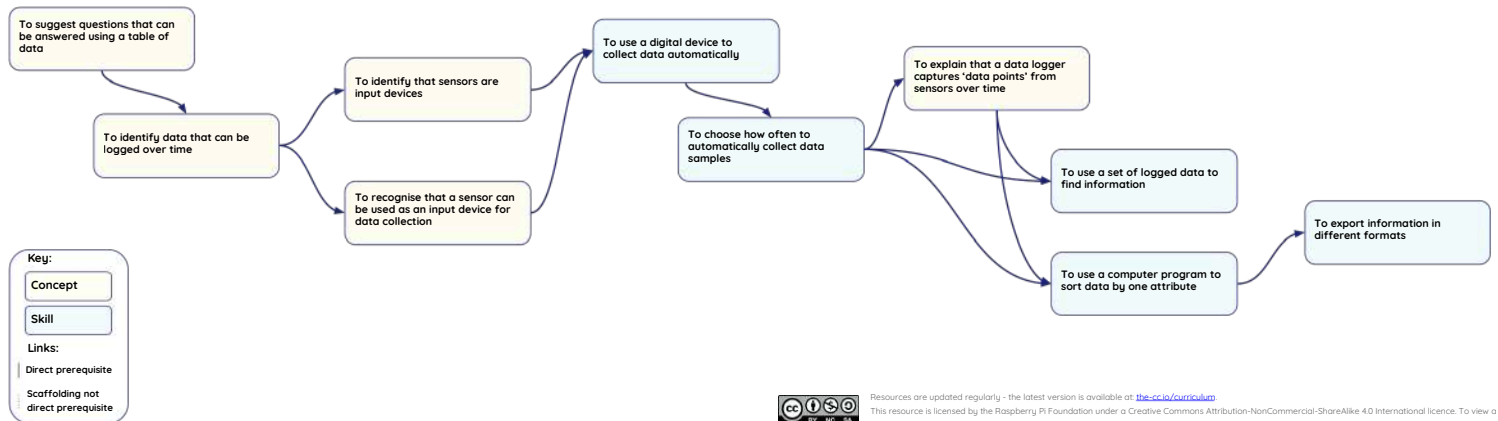 To suggest questions that can
be answered using a table of
data
To identify data that can be
logged over time
To identify that sensors are
input devices
To recognise that a sensor can
be used as an input device for
data collection
To use a digital device to
collect data automatically
To choose how often to
automatically collect data
samples
To explain that a data logger
captures ‘data points’ from
sensors over time
To use a set of logged data to
find information
To use a computer program to
sort data by one attribute
To export information in
different formats
Key:
Concept
Skill
Links:
Direct prerequisite
Scaffolding not
direct prerequisite
cc
BY NC SA
Resources are updated regularly - the latest version is available at: the-cc.io/curriculum.
This resource is licensed by the Raspberry Pi Foundation under a Creative Commons Attribution-NonCommercial-ShareAlike 4.0 International licence. To view a